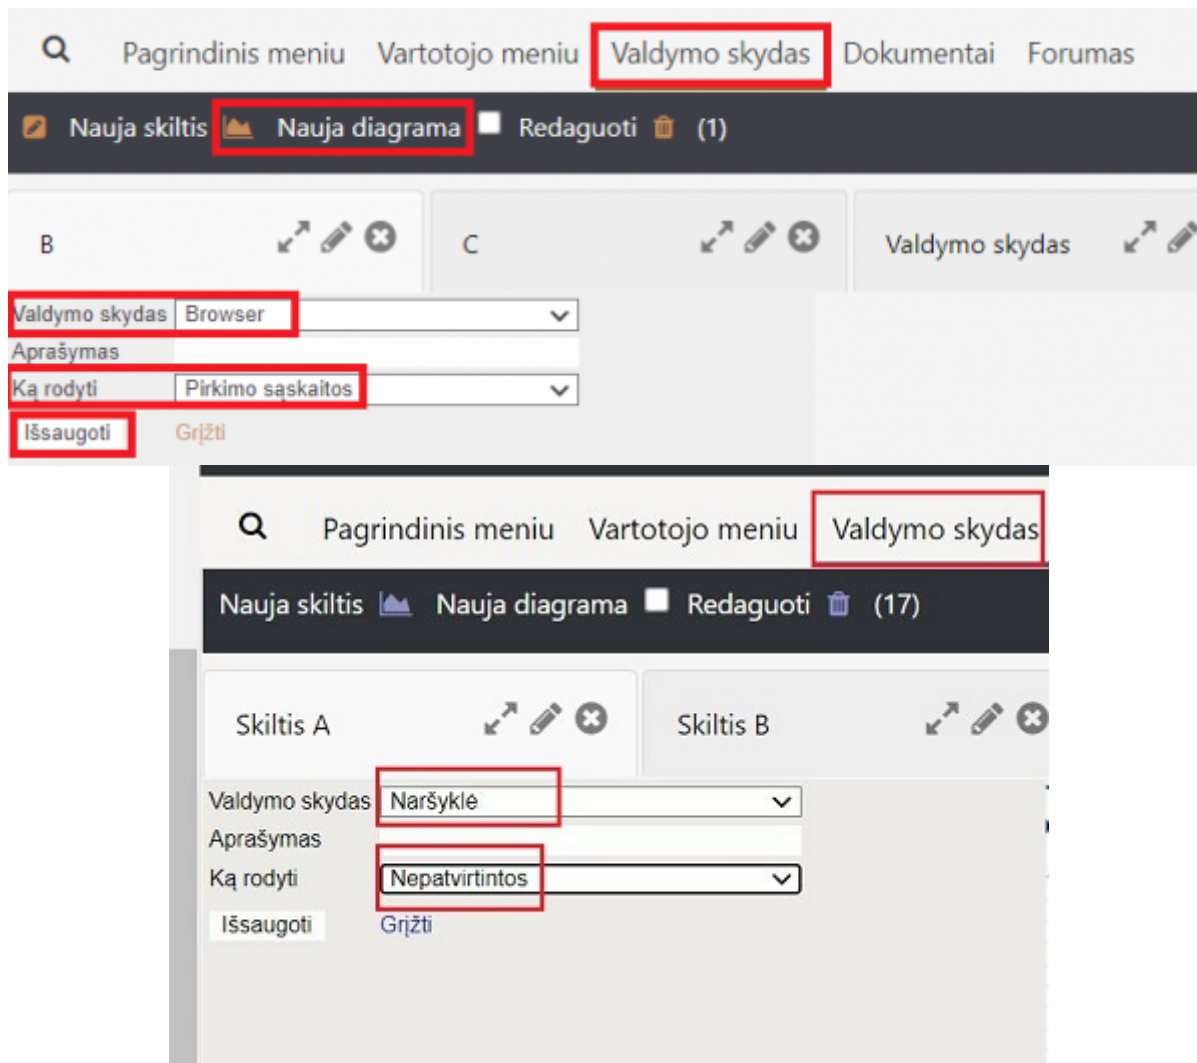 Pagrindinis meniu Vartotojo meniu Valdymo skydas Dokumentai Forumas
Nauja skiltis Nauja diagrama Redaguoti (1)
B C Valdymo skydas
Valdymo skydas Browser
Aprašymas
Ką rodyti Pirkimo sąskaitos
Išsaugoti Grįžti
Pagrindinis meniu Vartotojo meniu Valdymo skydas
Nauja skiltis Nauja diagrama Redaguoti (17)
Skiltis A Skiltis B
Valdymo skydas Naršyklė
Aprašymas
Ką rodyti Nepatvirtintos
Išsaugoti Grįžti